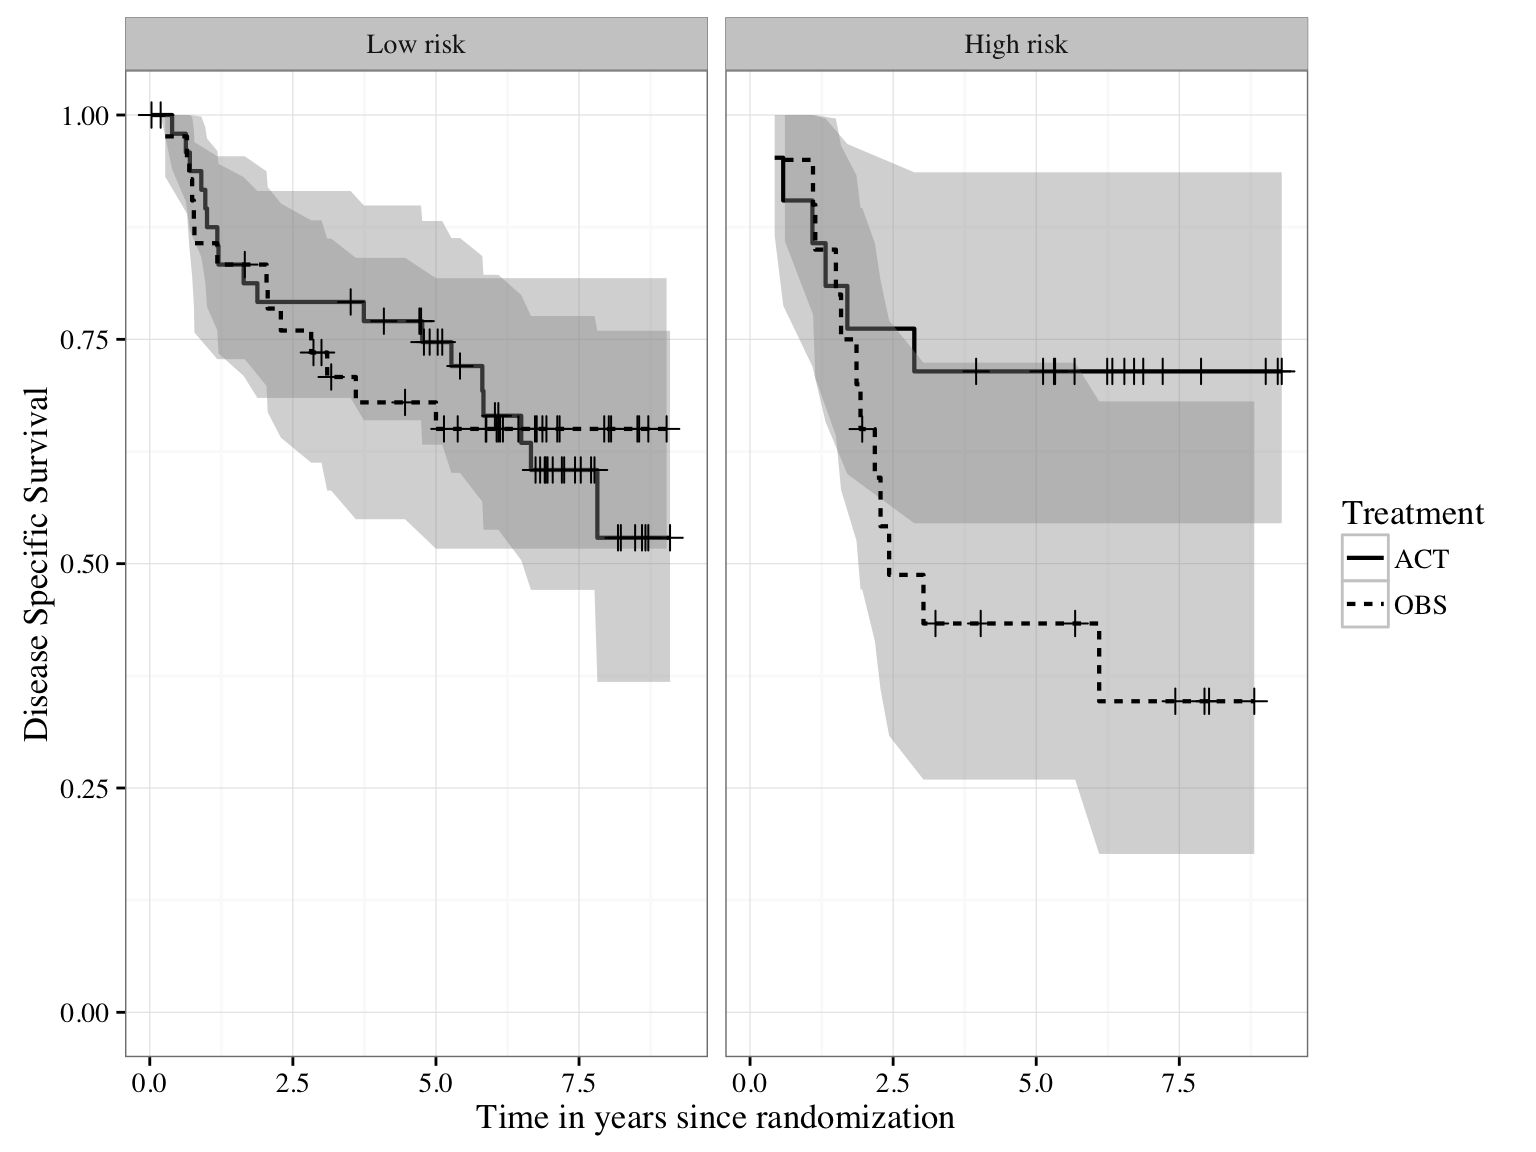 Low risk
High risk
Disease Specific Survival
1.00
0.75
0.50
0.25
0.00
0.0 2.5 5.0 7.5
0.0 2.5 5.0 7.5
Time in years since randomization
Treatment
ACT
OBS